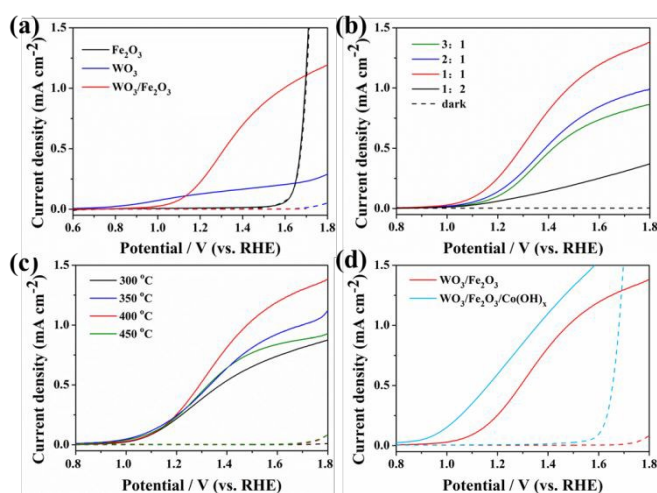 (a)
1.5
1.0
0.5
0.0
Current density (mA cm⁻²)
Fe₂O₃
WO₃
WO₃/Fe₂O₃
0.6 0.8 1.0 1.2 1.4 1.6 1.8
Potential / V (vs. RHE)
(b)
1.5
1.0
0.5
0.0
Current density (mA cm⁻²)
3：1
2：1
1：1
1：2
dark
0.8 1.0 1.2 1.4 1.6 1.8
Potential / V (vs. RHE)
(c)
1.5
1.0
0.5
0.0
Current density (mA cm⁻²)
300 °C
350 °C
400 °C
450 °C
0.8 1.0 1.2 1.4 1.6 1.8
Potential / V (vs. RHE)
(d)
1.5
1.0
0.5
0.0
Current density (mA cm⁻²)
WO₃/Fe₂O₃
WO₃/Fe₂O₃/Co(OH)ₓ
0.8 1.0 1.2 1.4 1.6 1.8
Potential / V (vs. RHE)